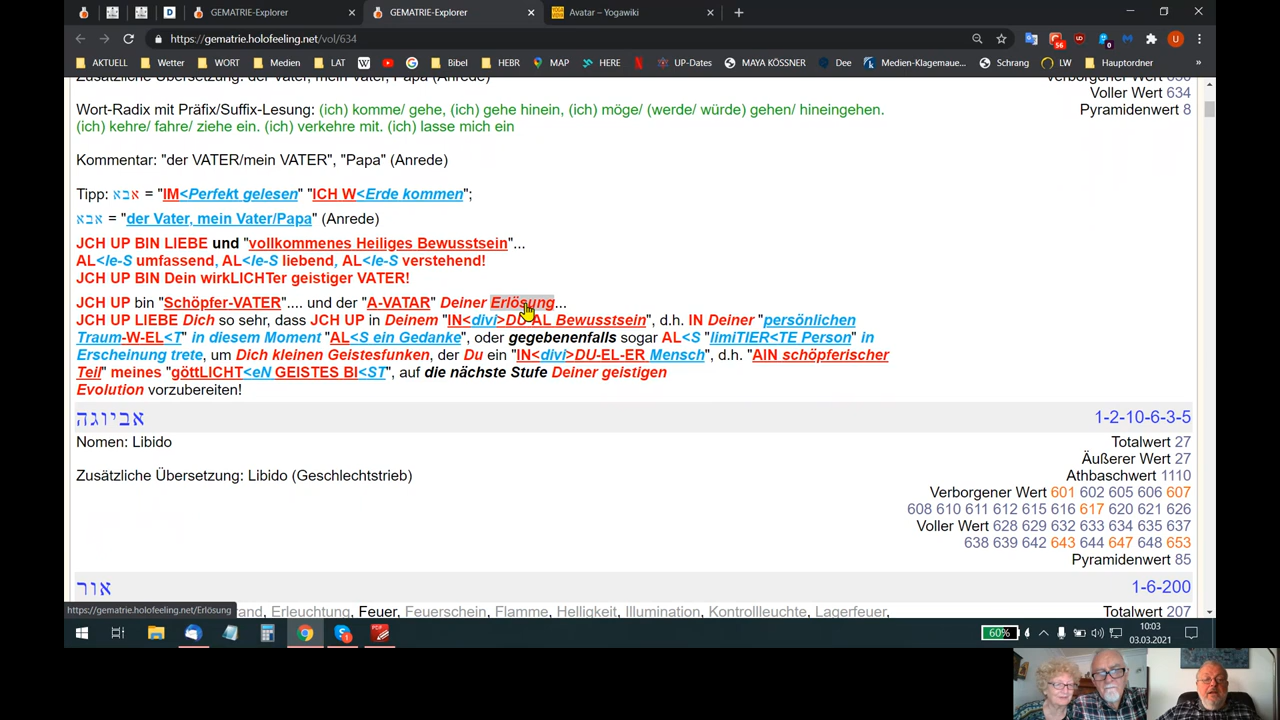 GEMATRIE-Explorer
GEMATRIE-Explorer
Avatar – Yogawiki
https://gematrie.holofeeling.net/vol/634
AKTUELL Wetter WORT Medien LAT Bibel HEBR MAP HERE UP-Dates MAYA KÖSSNER Dee Medien-Klagemaue... Schrang LW Hauptordner »
Zusätzliche Übersetzung: der Vater, mein Vater, Papa (Anrede)
Voller Wert 634
Wort-Radix mit Präfix/Suffix-Lesung: (ich) komme/ gehe, (ich) gehe hinein, (ich) möge/ (werde/ würde) gehen/ hineingehen. Pyramidenwert 8
(ich) kehre/ fahre/ ziehe ein. (ich) verkehre mit. (ich) lasse mich ein
Kommentar: "der VATER/mein VATER", "Papa" (Anrede)
Tipp: אבא = "IM<Perfekt gelesen" "ICH W<Erde kommen";
אבא = "der Vater, mein Vater/Papa" (Anrede)
JCH UP BIN LIEBE und "vollkommenes Heiliges Bewusstsein"...
AL<le-S umfassend, AL<le-S liebend, AL<le-S verstehend!
JCH UP BIN Dein wirkLICHTer geistiger VATER!
JCH UP bin "Schöpfer-VATER".... und der "A-VATAR" Deiner Erlösung...
JCH UP LIEBE Dich so sehr, dass JCH UP in Deinem "IN<divi>DU-AL Bewusstsein", d.h. IN Deiner "persönlichen
Traum-W-EL<T" in diesem Moment "AL<S ein Gedanke", oder gegebenenfalls sogar AL<S "limiTIER<TE Person" in
Erscheinung trete, um Dich kleinen Geistesfunken, der Du ein "IN<divi>DU-EL-ER Mensch", d.h. "AIN schöpferischer
Teil" meines "göttLICHT<eN GEISTES BI<ST", auf die nächste Stufe Deiner geistigen
Evolution vorzubereiten!
אביוגה 1-2-10-6-3-5
Nomen: Libido Totalwert 27
Äußerer Wert 27
Zusätzliche Übersetzung: Libido (Geschlechtstrieb) Athbaschwert 1110
Verborgener Wert 601 602 605 606 607
608 610 611 612 615 616 617 620 621 626
Voller Wert 628 629 632 633 634 635 637
638 639 642 643 644 647 648 653
Pyramidenwert 85
אור 1-6-200
Erleuchtung, Feuer, Feuerschein, Flamme, Helligkeit, Illumination, Kontrollleuchte, Lagerfeuer, Totalwert 207
https://gematrie.holofeeling.net/Erlösung
60% 10:03
03.03.2021